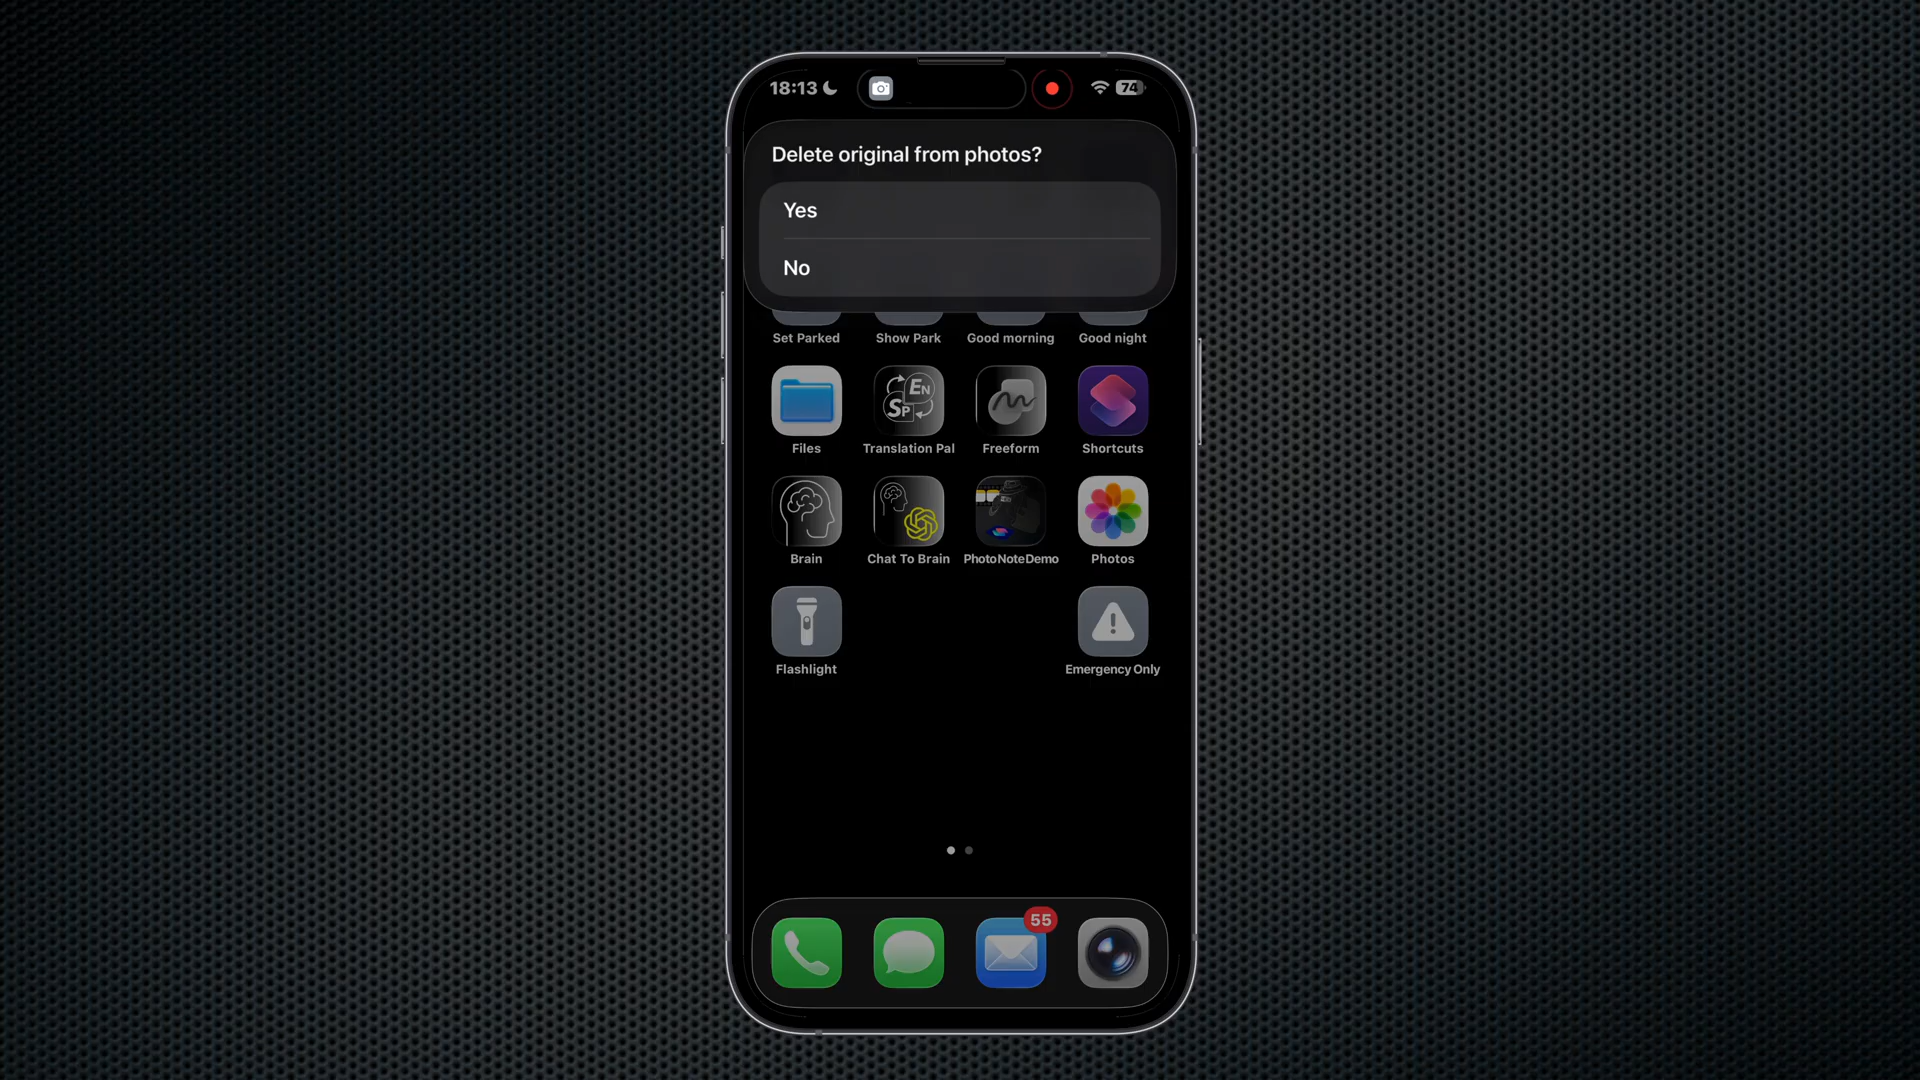 18:13
74
Delete original from photos?
Yes
No
Set Parked
Show Park
Good morning
Good night
EN
SP
Files
Translation Pal
Freeform
Shortcuts
Brain
Chat To Brain
PhotoNoteDemo
Photos
Flashlight
Emergency Only
55